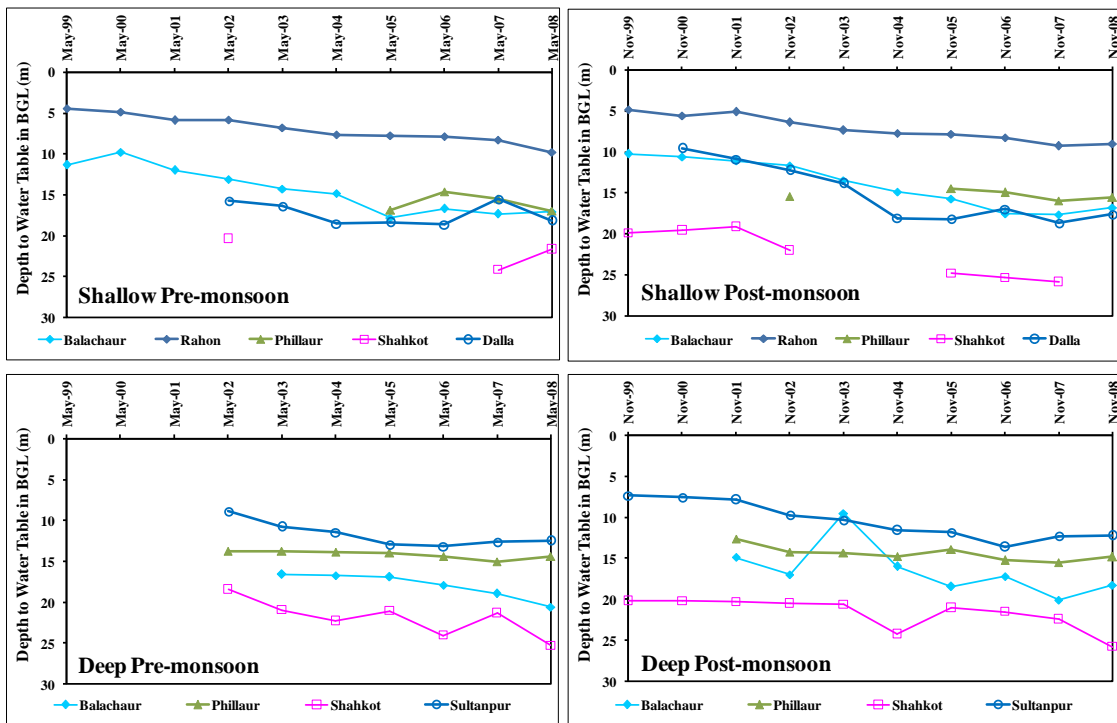 May-99
May-00
May-01
May-02
May-03
May-04
May-05
May-06
May-07
May-08
Depth to Water Table in BGL (m)
0
5
10
15
20
25
30
Shallow Pre-monsoon
Balachaur Rahon Phillaur Shahkot Dalla
Nov-99
Nov-00
Nov-01
Nov-02
Nov-03
Nov-04
Nov-05
Nov-06
Nov-07
Nov-08
Depth to Water Table in BGL (m)
0
5
10
15
20
25
30
Shallow Post-monsoon
Balachaur Rahon Phillaur Shahkot Dalla
May-99
May-00
May-01
May-02
May-03
May-04
May-05
May-06
May-07
May-08
Depth to Water Table in BGL (m)
0
5
10
15
20
25
30
Deep Pre-monsoon
Balachaur Phillaur Shahkot Sultanpur
Nov-99
Nov-00
Nov-01
Nov-02
Nov-03
Nov-04
Nov-05
Nov-06
Nov-07
Nov-08
Depth to Water Table in BGL (m)
0
5
10
15
20
25
30
Deep Post-monsoon
Balachaur Phillaur Shahkot Sultanpur